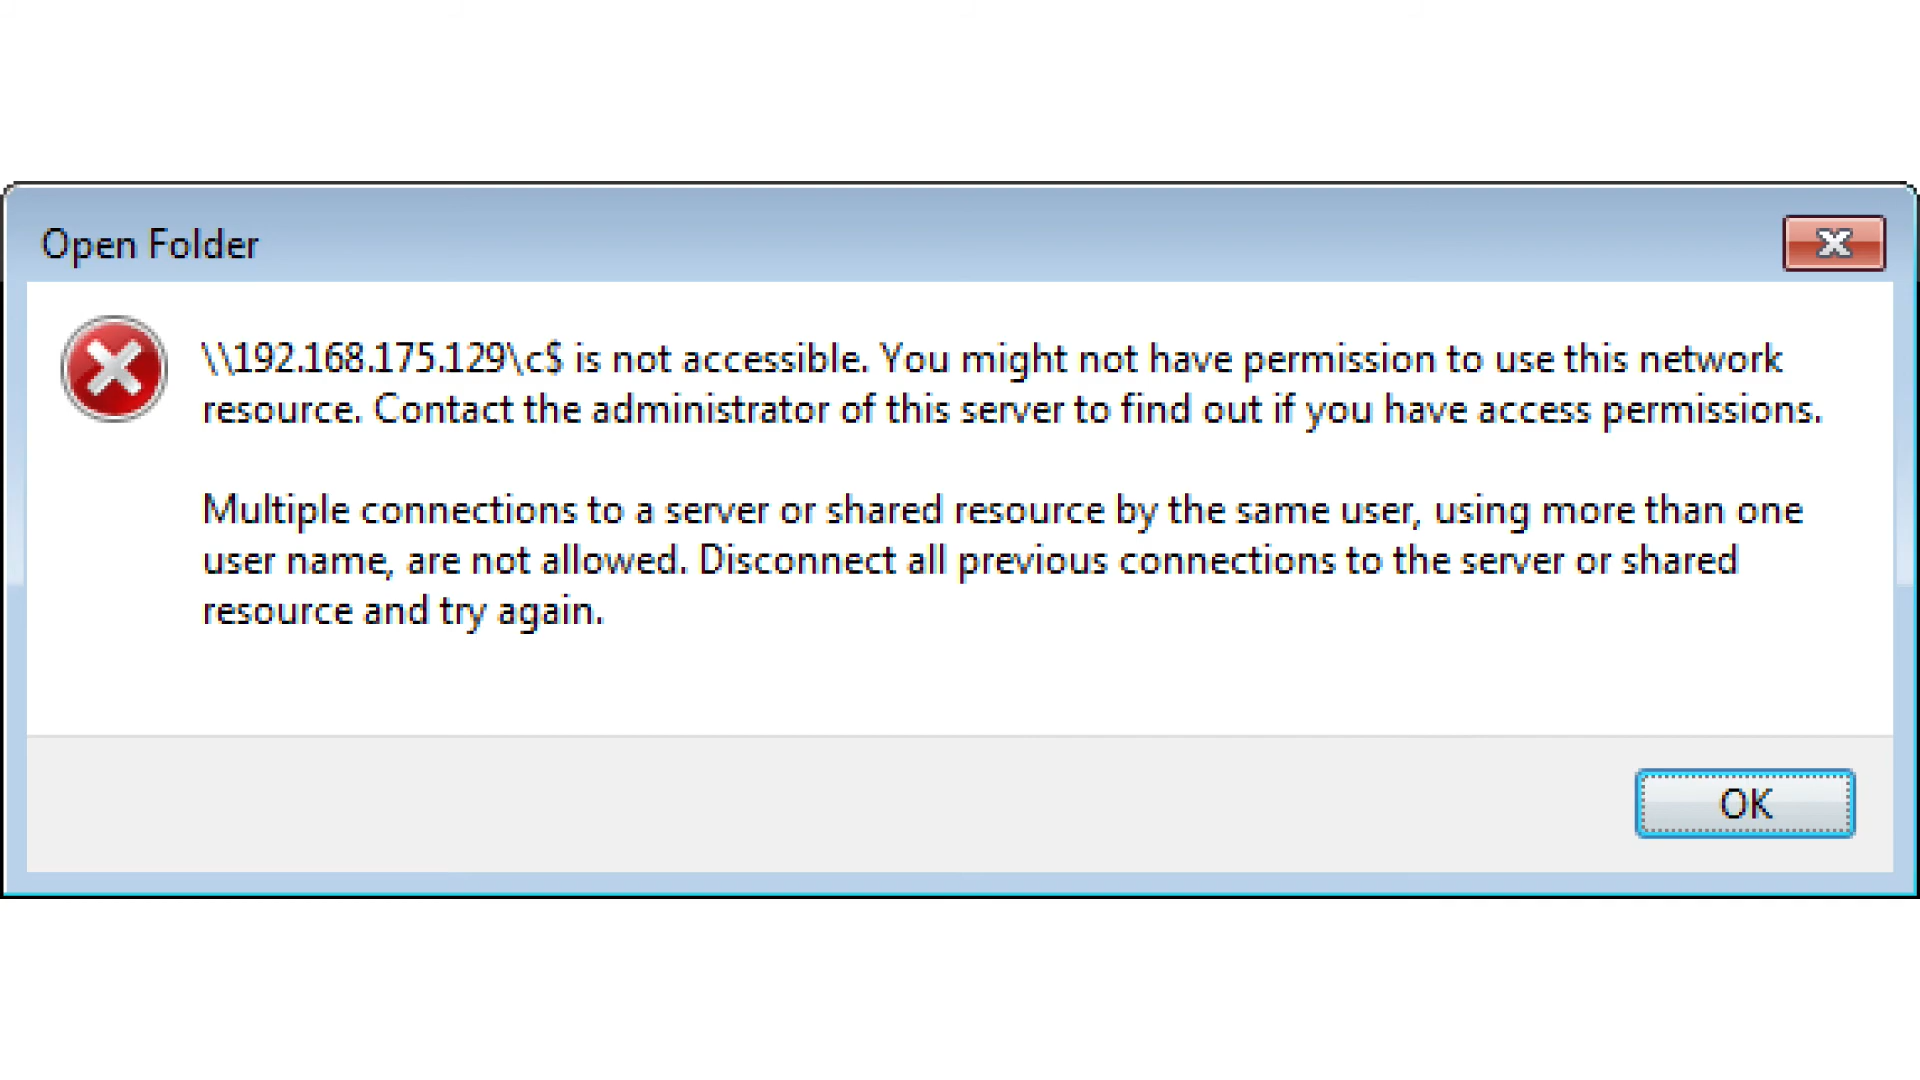 Open Folder
\\192.168.175.129\c$ is not accessible. You might not have permission to use this network
resource. Contact the administrator of this server to find out if you have access permissions.
Multiple connections to a server or shared resource by the same user, using more than one
user name, are not allowed. Disconnect all previous connections to the server or shared
resource and try again.
OK